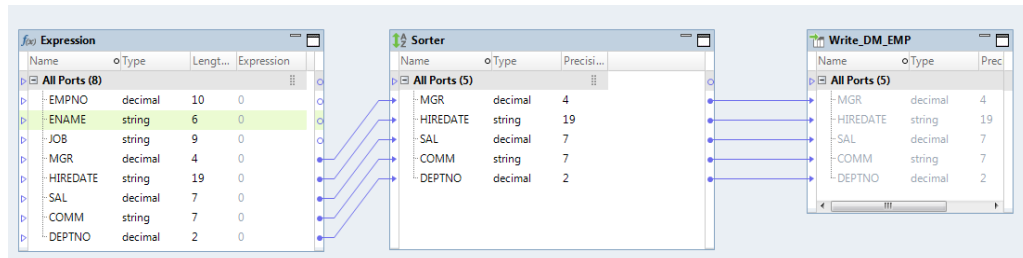 f(x) Expression
Name Type Lengt... Expression
All Ports (8)
EMPNO decimal 10 0
ENAME string 6 0
JOB string 9 0
MGR decimal 4 0
HIREDATE string 19 0
SAL decimal 7 0
COMM string 7 0
DEPTNO decimal 2 0
Sorter
Name Type Precisi...
All Ports (5)
MGR decimal 4
HIREDATE string 19
SAL decimal 7
COMM string 7
DEPTNO decimal 2
Write_DM_EMP
Name Type Prec
All Ports (5)
MGR decimal 4
HIREDATE string 19
SAL decimal 7
COMM string 7
DEPTNO decimal 2